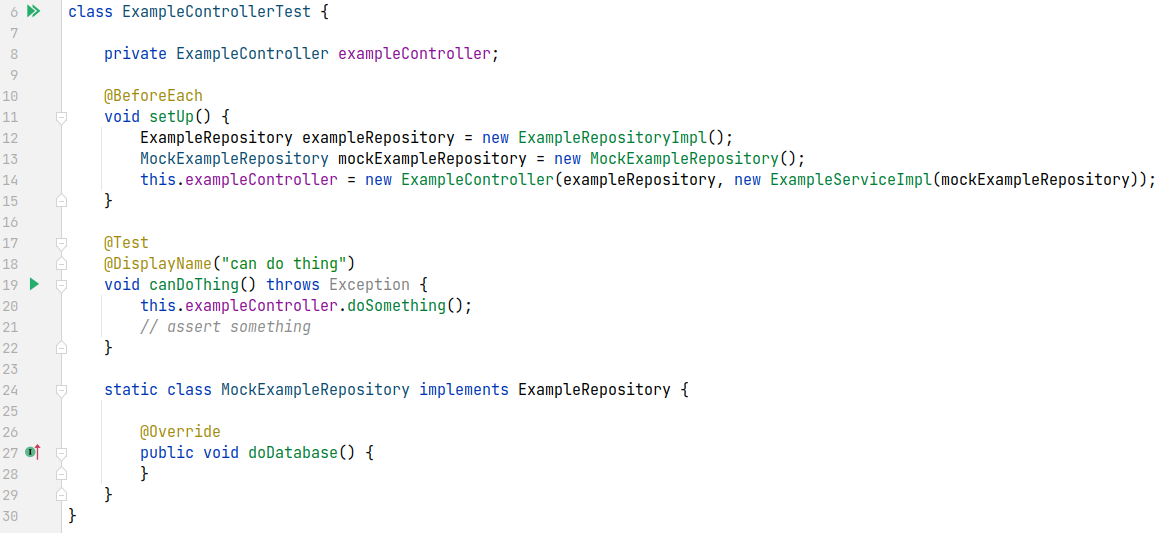 6 class ExampleControllerTest {
7
8 private ExampleController exampleController;
9
10 @BeforeEach
11 void setUp() {
12 ExampleRepository exampleRepository = new ExampleRepositoryImpl();
13 MockExampleRepository mockExampleRepository = new MockExampleRepository();
14 this.exampleController = new ExampleController(exampleRepository, new ExampleServiceImpl(mockExampleRepository));
15 }
16
17 @Test
18 @DisplayName("can do thing")
19 void canDoThing() throws Exception {
20 this.exampleController.doSomething();
21 // assert something
22 }
23
24 static class MockExampleRepository implements ExampleRepository {
25
26 @Override
27 public void doDatabase() {
28 }
29 }
30 }